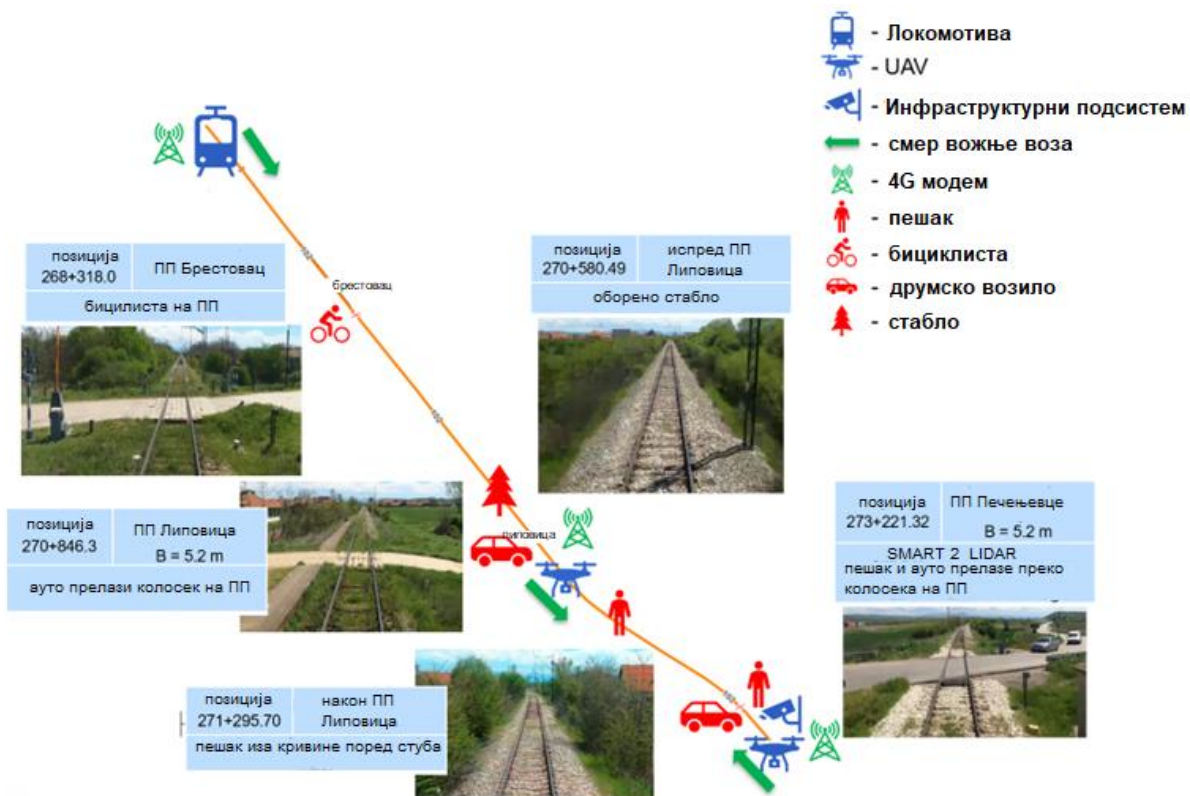 - Локомотива
- UAV
- Инфраструктурни подсистем
- смер вожње воза
- 4G модем
- пешак
- бициклиста
- друмско возило
- стабло
позиција
268+318.0
ПП Брестовац
бицилиста на ПП
102
брестовац
102
позиција
270+580.49
испред ПП
Липовица
оборено стабло
позиција
270+846.3
ПП Липовица
B = 5.2 m
ауто прелази колосек на ПП
липовица
позиција
273+221.32
ПП Печењевце
B = 5.2 m
SMART 2 LIDAR
пешак и ауто прелазе преко
колосека на ПП
102
позиција
271+295.70
након ПП
Липовица
пешак иза кривине поред стуба